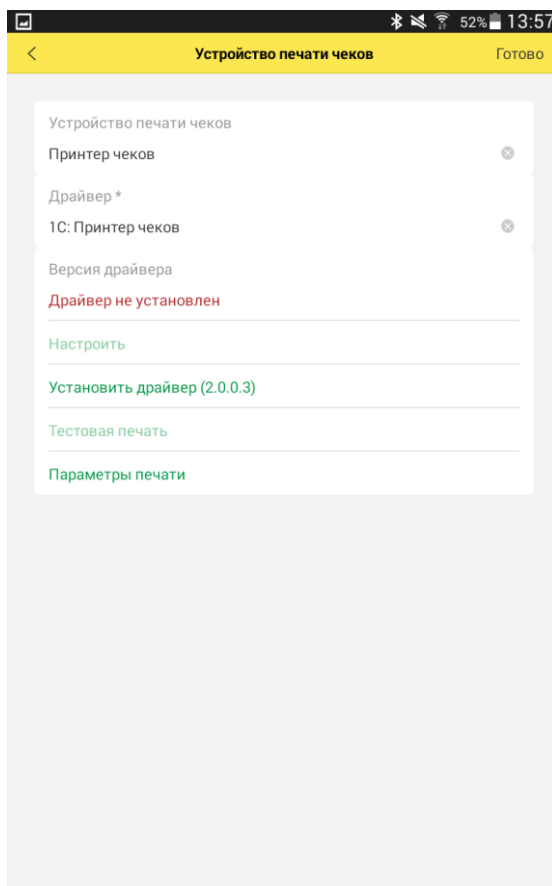 52% 13:57
Устройство печати чеков Готово
Устройство печати чеков
Принтер чеков
Драйвер *
1С: Принтер чеков
Версия драйвера
Драйвер не установлен
Настроить
Установить драйвер (2.0.0.3)
Тестовая печать
Параметры печати